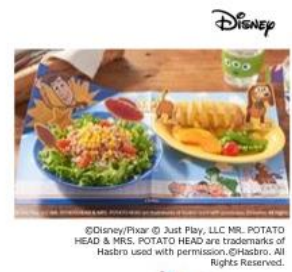 Disney
©Disney/Pixar © Just Play, LLC MR. POTATO
HEAD & MRS. POTATO HEAD are trademarks of
Hasbro used with permission.©Hasbro. All
Rights Reserved.